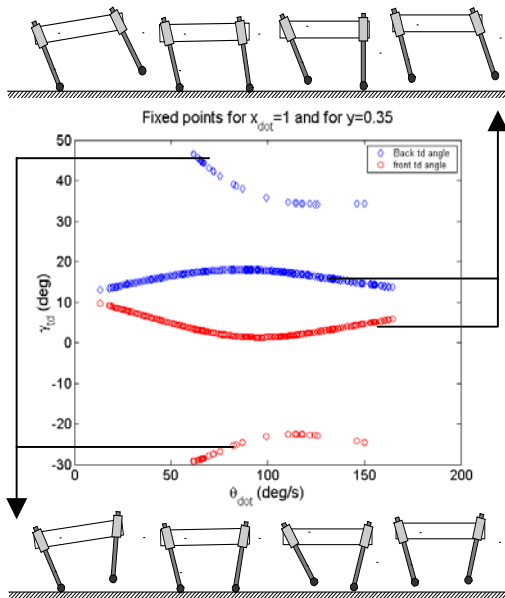 Fixed points for x_dot=1 and for y=0.35
50
40
30
20
10
0
-10
-20
-30
γ_td (deg)
Back td angle
front td angle
0
50
100
150
200
θ_dot (deg/s)